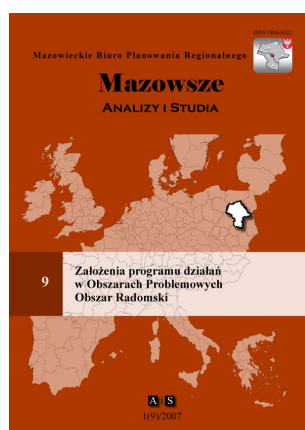 ISSN 1896-6322
Mazowieckie Biuro Planowania Regionalnego
Mazowsze
ANALIZY I STUDIA
9
Założenia programu działań
w Obszarach Problemowych
Obszar Radomski
A i S
1(9)/2007